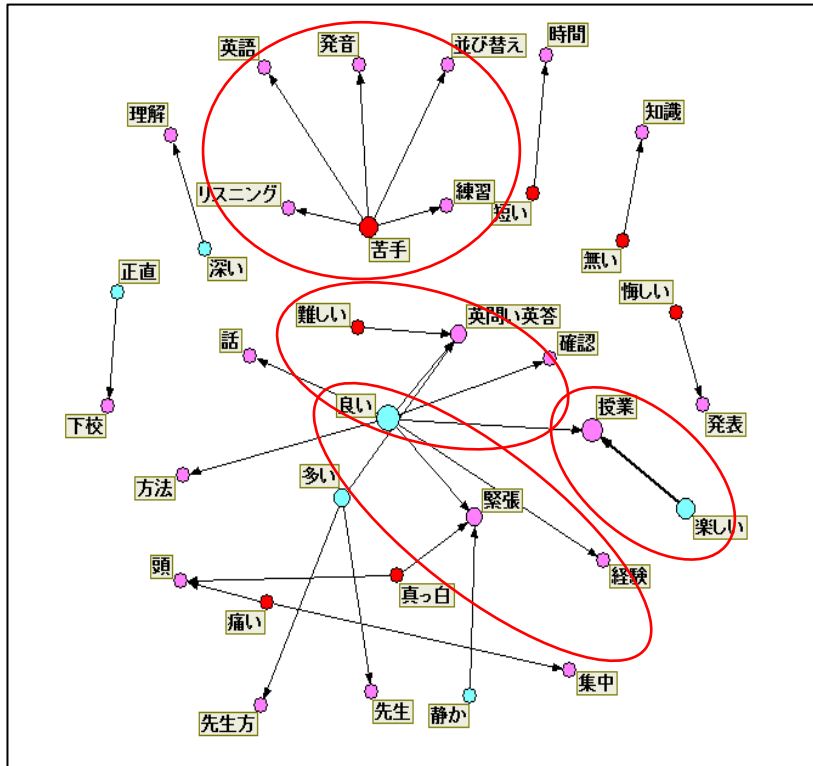 英語
発音
並び替え
時間
理解
知識
リスニング
練習
短い
苦手
深い
無い
正直
悔しい
難しい
英問い英答
話
確認
下校
良い
授業
発表
方法
多い
緊張
楽しい
頭
真っ白
経験
痛い
集中
先生方
先生
静か